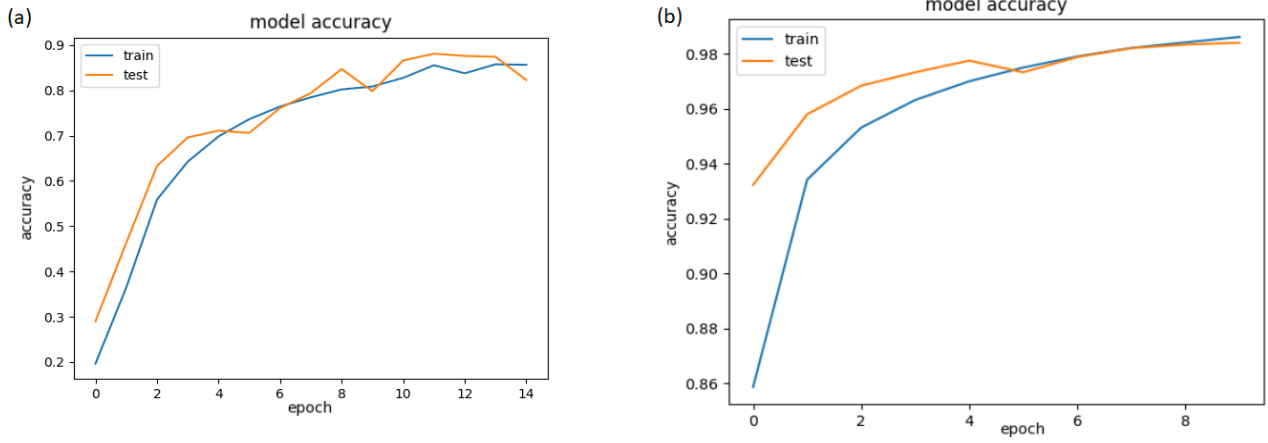 (a)
model accuracy
train
test
0.9
0.8
0.7
0.6
0.5
0.4
0.3
0.2
accuracy
0 2 4 6 8 10 12 14
epoch
(b)
model accuracy
train
test
0.98
0.96
0.94
0.92
0.90
0.88
0.86
accuracy
0 2 4 6 8
epoch